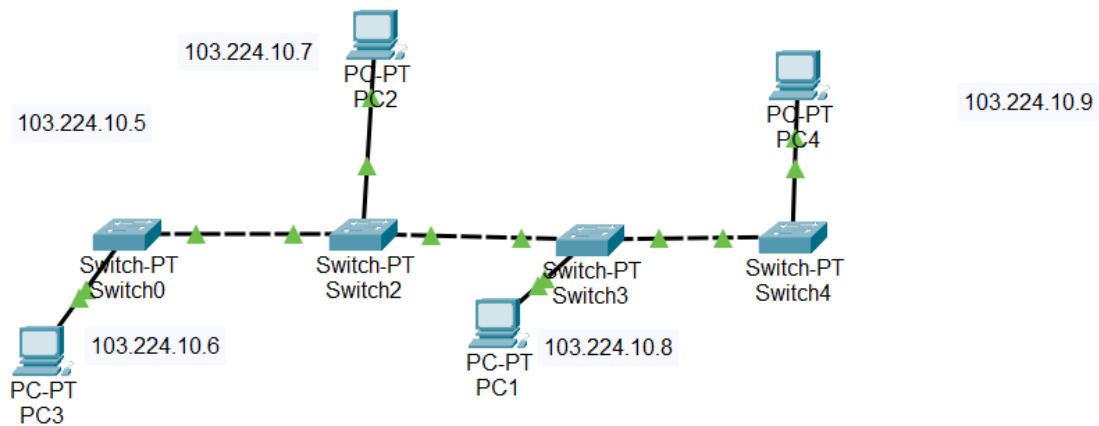 103.224.10.7
PC-PT
PC2
103.224.10.5
PC-PT
PC4
103.224.10.9
Switch-PT
Switch0
Switch-PT
Switch2
Switch-PT
Switch3
Switch-PT
Switch4
PC-PT
PC3
103.224.10.6
PC-PT
PC1
103.224.10.8